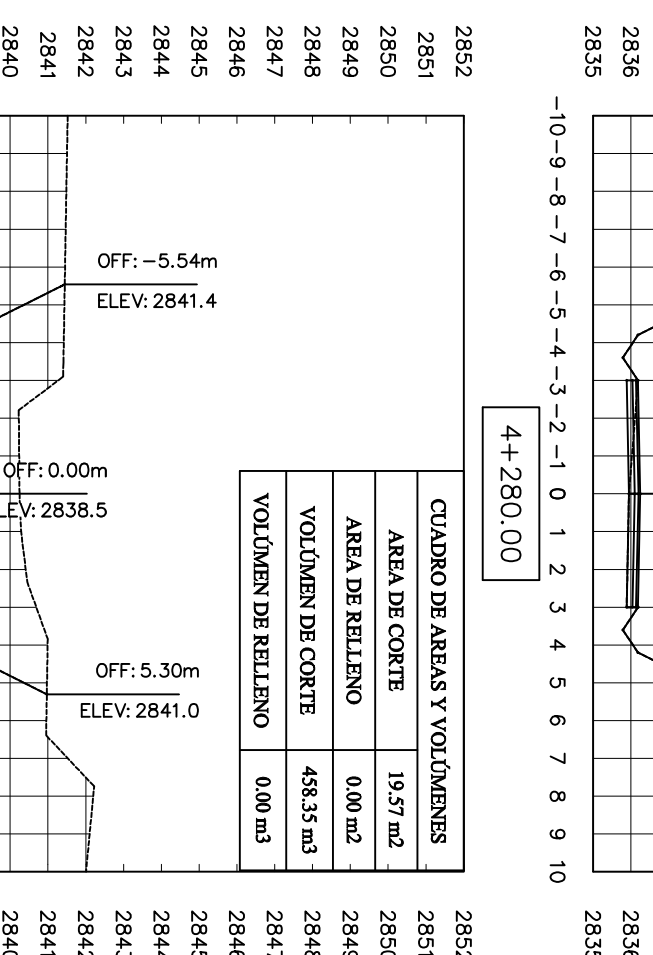 2835 2836
-10 -9 -8 -7 -6 -5 -4 -3 -2 -1 0 1 2 3 4 5 6 7 8 9 10
2835 2836
4+280.00
2840 2841 2842 2843 2844 2845 2846 2847 2848 2849 2850 2851 2852
OFF: -5.54m
ELEV: 2841.4
OFF: 0.00m
LEV: 2838.5
OFF: 5.30m
ELEV: 2841.0
CUADRO DE AREAS Y VOLÚMENES
AREA DE CORTE 19.57 m2
AREA DE RELLENO 0.00 m2
VOLÚMEN DE CORTE 458.35 m3
VOLÚMEN DE RELLENO 0.00 m3
2840 2841 2842 2843 2844 2845 2846 2847 2848 2849 2850 2851 2852